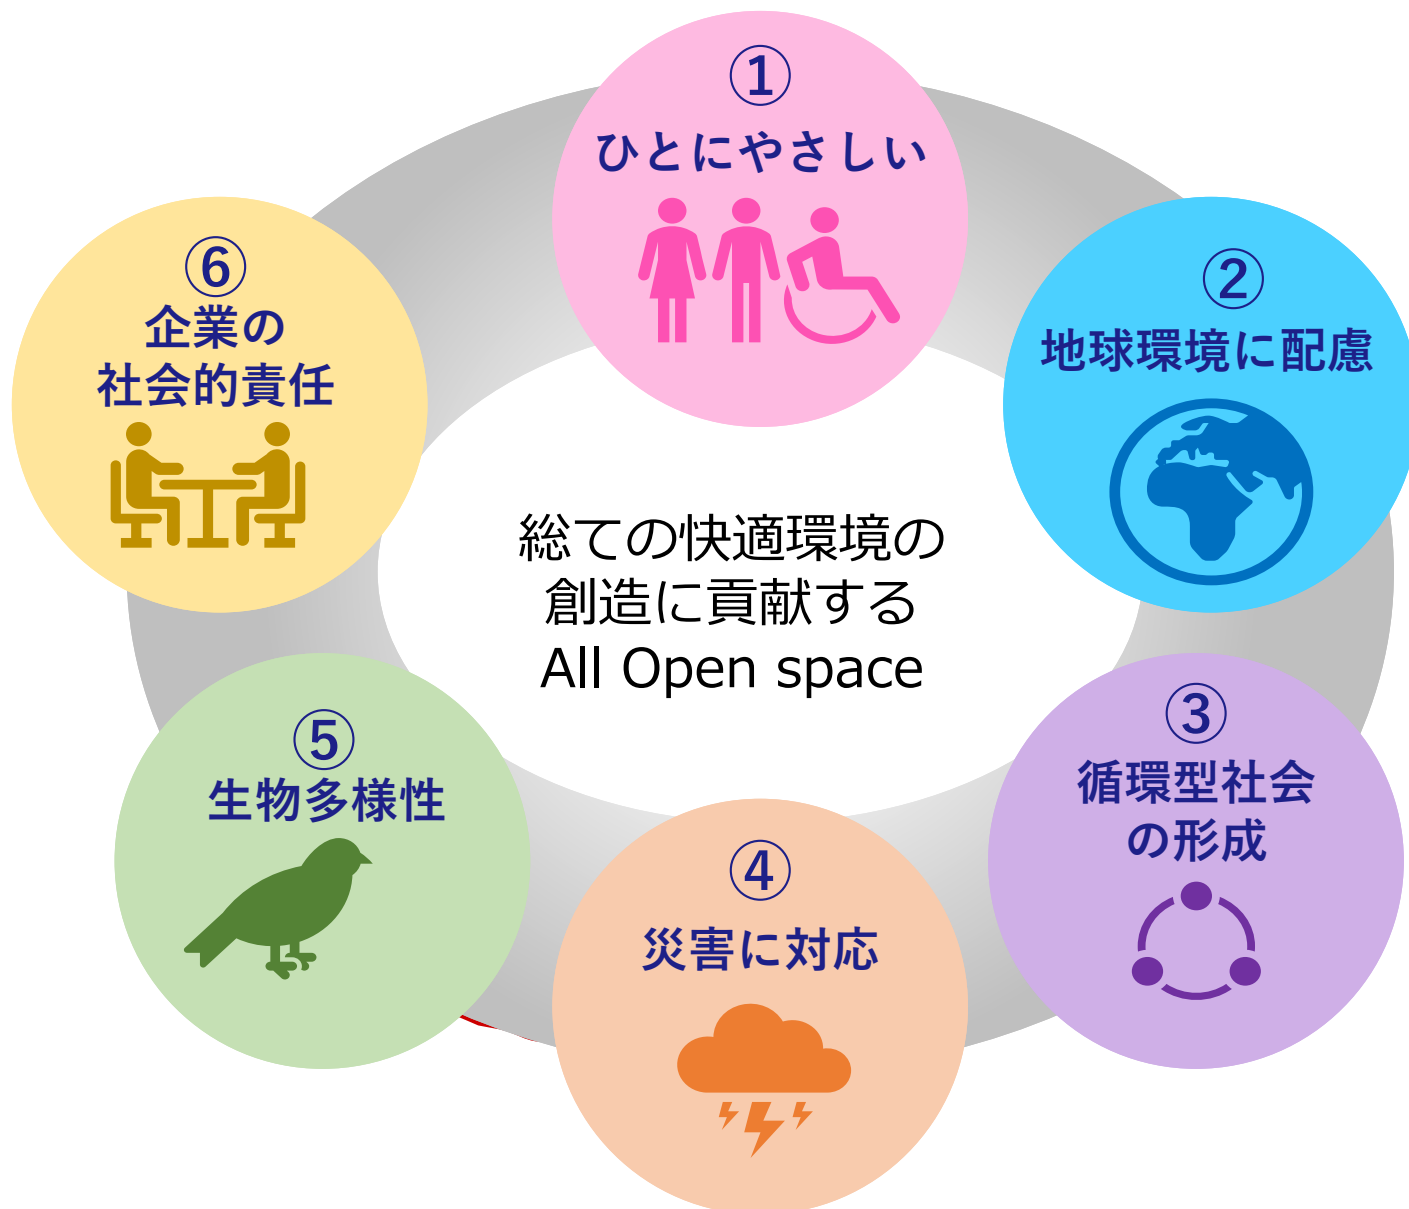 ①
ひとにやさしい
②
地球環境に配慮
③
循環型社会
の形成
④
災害に対応
⑤
生物多様性
⑥
企業の
社会的責任
総ての快適環境の
創造に貢献する
All Open space